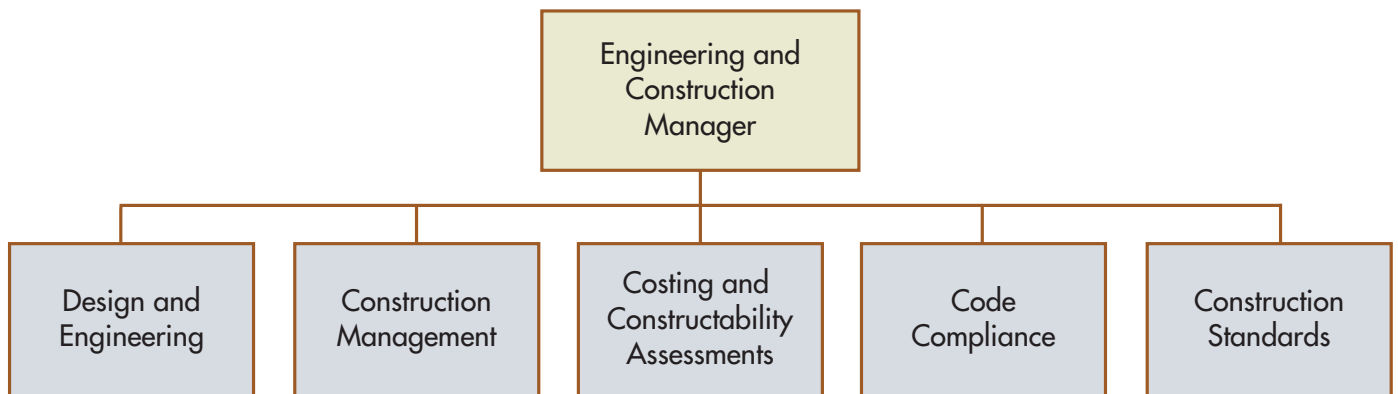 Engineering and
Construction
Manager
Design and
Engineering
Construction
Management
Costing and
Constructability
Assessments
Code
Compliance
Construction
Standards